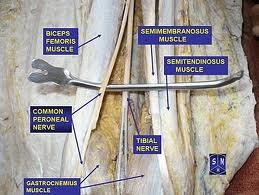 BICEPS
FEMORIS
MUSCLE
SEMIMEMBRANOSUS
MUSCLE
SEMITENDINOSUS
MUSCLE
COMMON
PERONEAL
NERVE
TIBIAL
NERVE
GASTROCNEMIUS
MUSCLE
S N